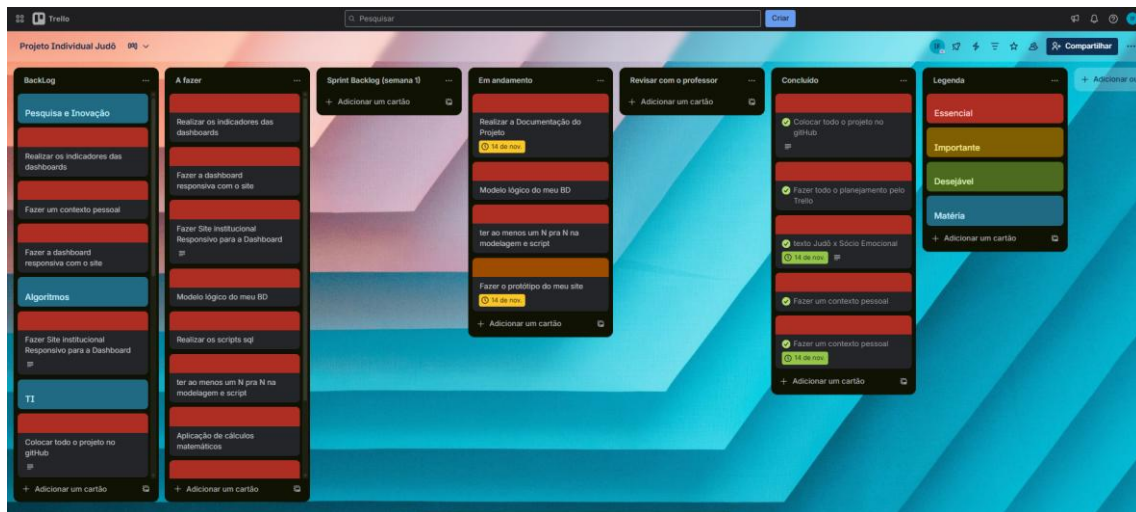 Trello
Pesquisar
Criar
Projeto Individual Judô
Compartilhar
BackLog
Pesquisa e Inovação
Realizar os indicadores das
dashboards
Fazer um contexto pessoal
Fazer a dashboard
responsiva com o site
Algoritmos
Fazer Site institucional
Responsivo para a Dashboard
TI
Colocar todo o projeto no
gitHub
+ Adicionar um cartão
A fazer
Realizar os indicadores das
dashboards
Fazer a dashboard
responsiva com o site
Fazer Site institucional
Responsivo para a Dashboard
Modelo lógico do meu BD
Realizar os scripts sql
ter ao menos um N pra N na
modelagem e script
Aplicação de cálculos
matemáticos
+ Adicionar um cartão
Sprint Backlog (semana 1)
+ Adicionar um cartão
Em andamento
Realizar a Documentação do
Projeto
14 de nov.
Modelo lógico do meu BD
ter ao menos um N pra N na
modelagem e script
Fazer o protótipo do meu site
14 de nov.
+ Adicionar um cartão
Revisar com o professor
+ Adicionar um cartão
Concluído
Colocar todo o projeto no
gitHub
Fazer todo o planejamento pelo
Trello
texto Judô x Sócio Emocional
14 de nov.
Fazer um contexto pessoal
Fazer um contexto pessoal
14 de nov.
+ Adicionar um cartão
Legenda
Essencial
Importante
Desejável
Matéria
+ Adicionar um cartão
+ Adicionar ou